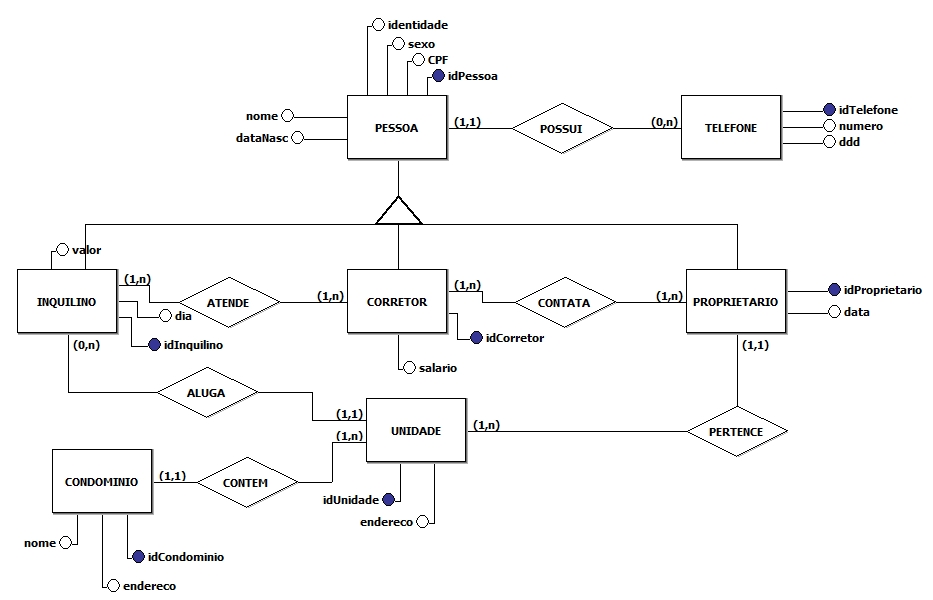 identidade
sexo
CPF
idPessoa
nome
dataNasc
PESSOA
(1,1)
POSSUI
(0,n)
TELEFONE
idTelefone
numero
ddd
valor
INQUILINO
(1,n)
ATENDE
(1,n)
dia
idInquilino
(0,n)
CORRETOR
(1,n)
CONTATA
(1,n)
idCorretor
salario
PROPRIETARIO
idProprietario
data
(1,1)
ALUGA
(1,1)
(1,n)
UNIDADE
(1,n)
PERTENCE
CONDOMINIO
(1,1)
CONTEM
idUnidade
endereco
nome
idCondominio
endereco